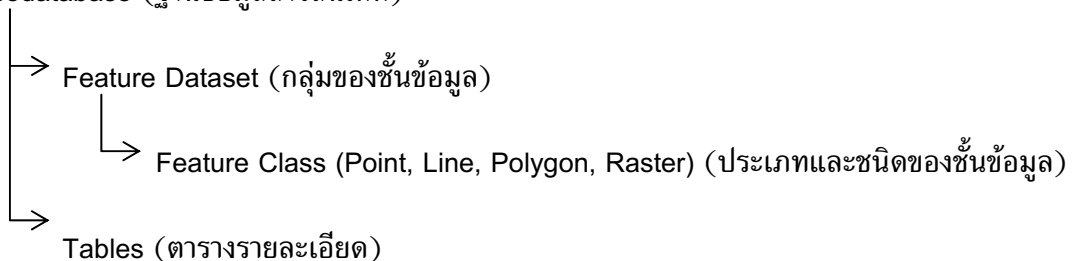 Feature Dataset (กลุ่มของชั้นข้อมูล)
Feature Class (Point, Line, Polygon, Raster) (ประเภทและชนิดของชั้นข้อมูล)
Tables (ตารางรายละเอียด)